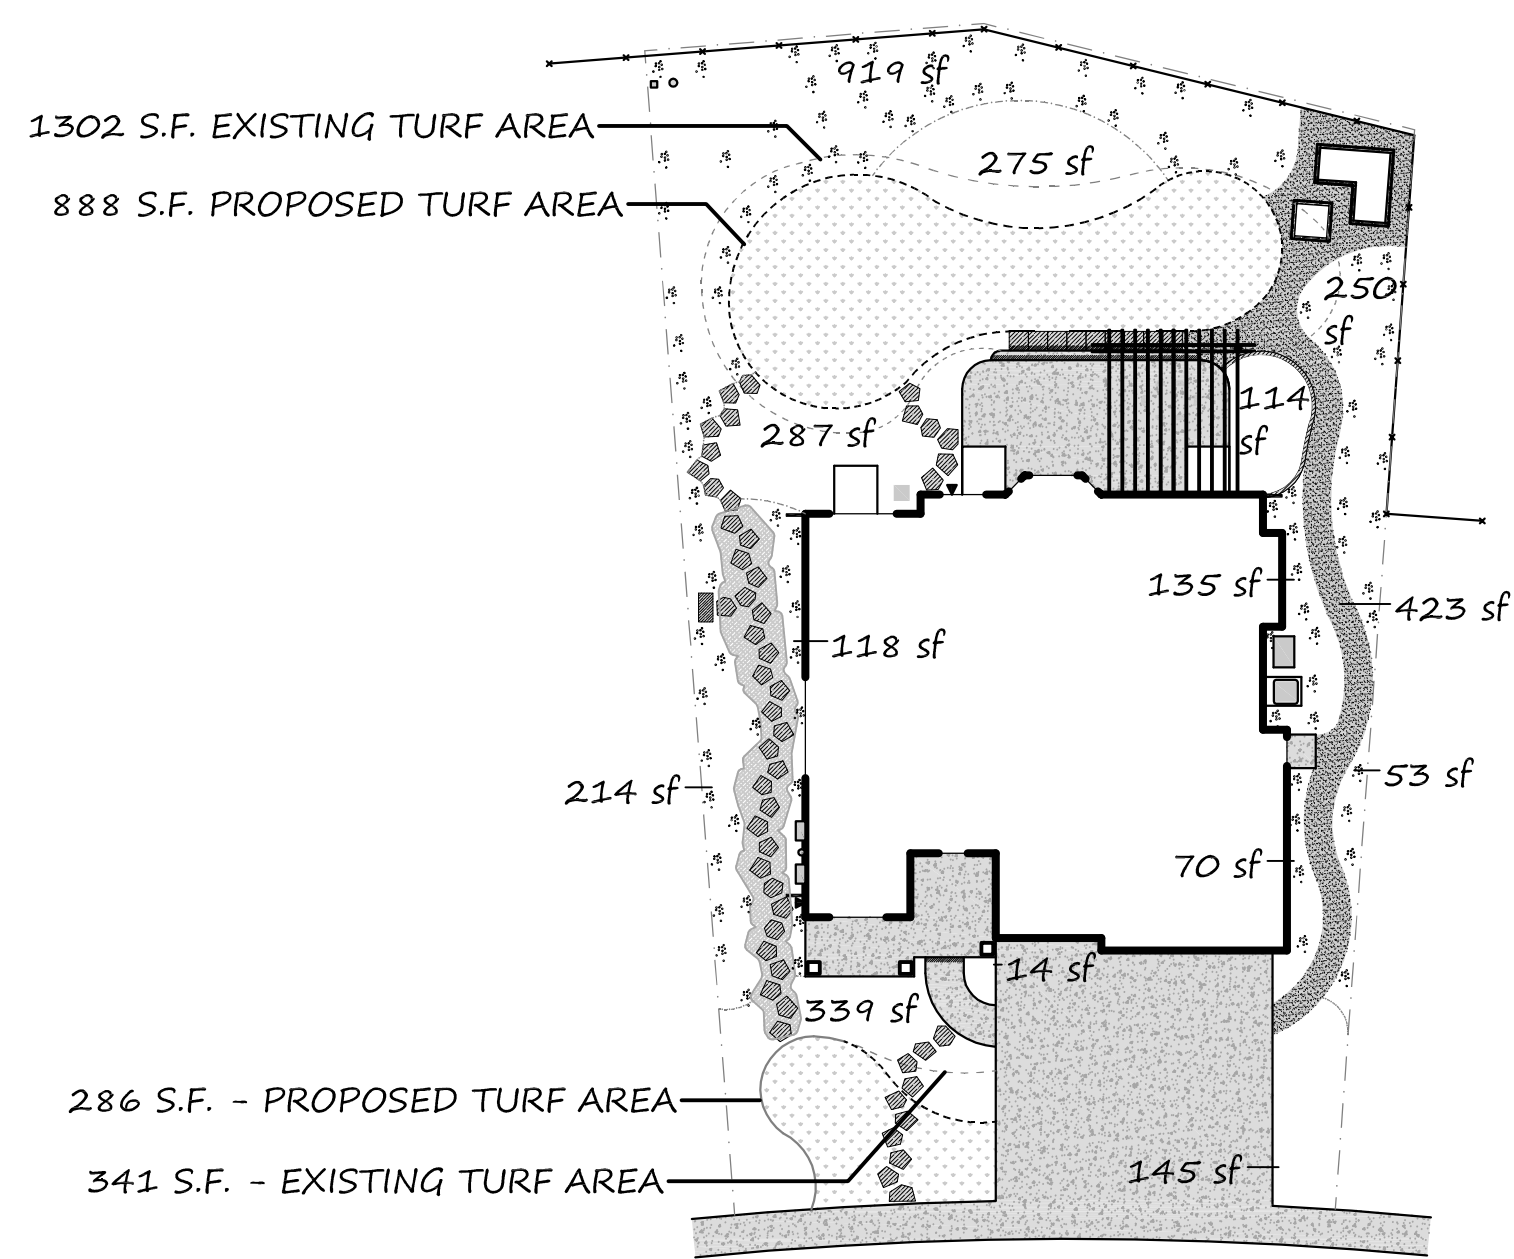 919 sf
1302 S.F. EXISTING TURF AREA
275 sf
888 S.F. PROPOSED TURF AREA
250
sf
114
sf
287 sf
135 sf
423 sf
118 sf
53 sf
214 sf
70 sf
14 sf
339 sf
286 S.F. - PROPOSED TURF AREA
145 sf
341 S.F. - EXISTING TURF AREA